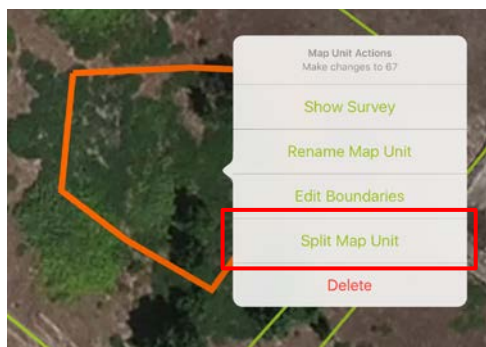 Map Unit Actions
Make changes to 67
Show Survey
Rename Map Unit
Edit Boundaries
Split Map Unit
Delete